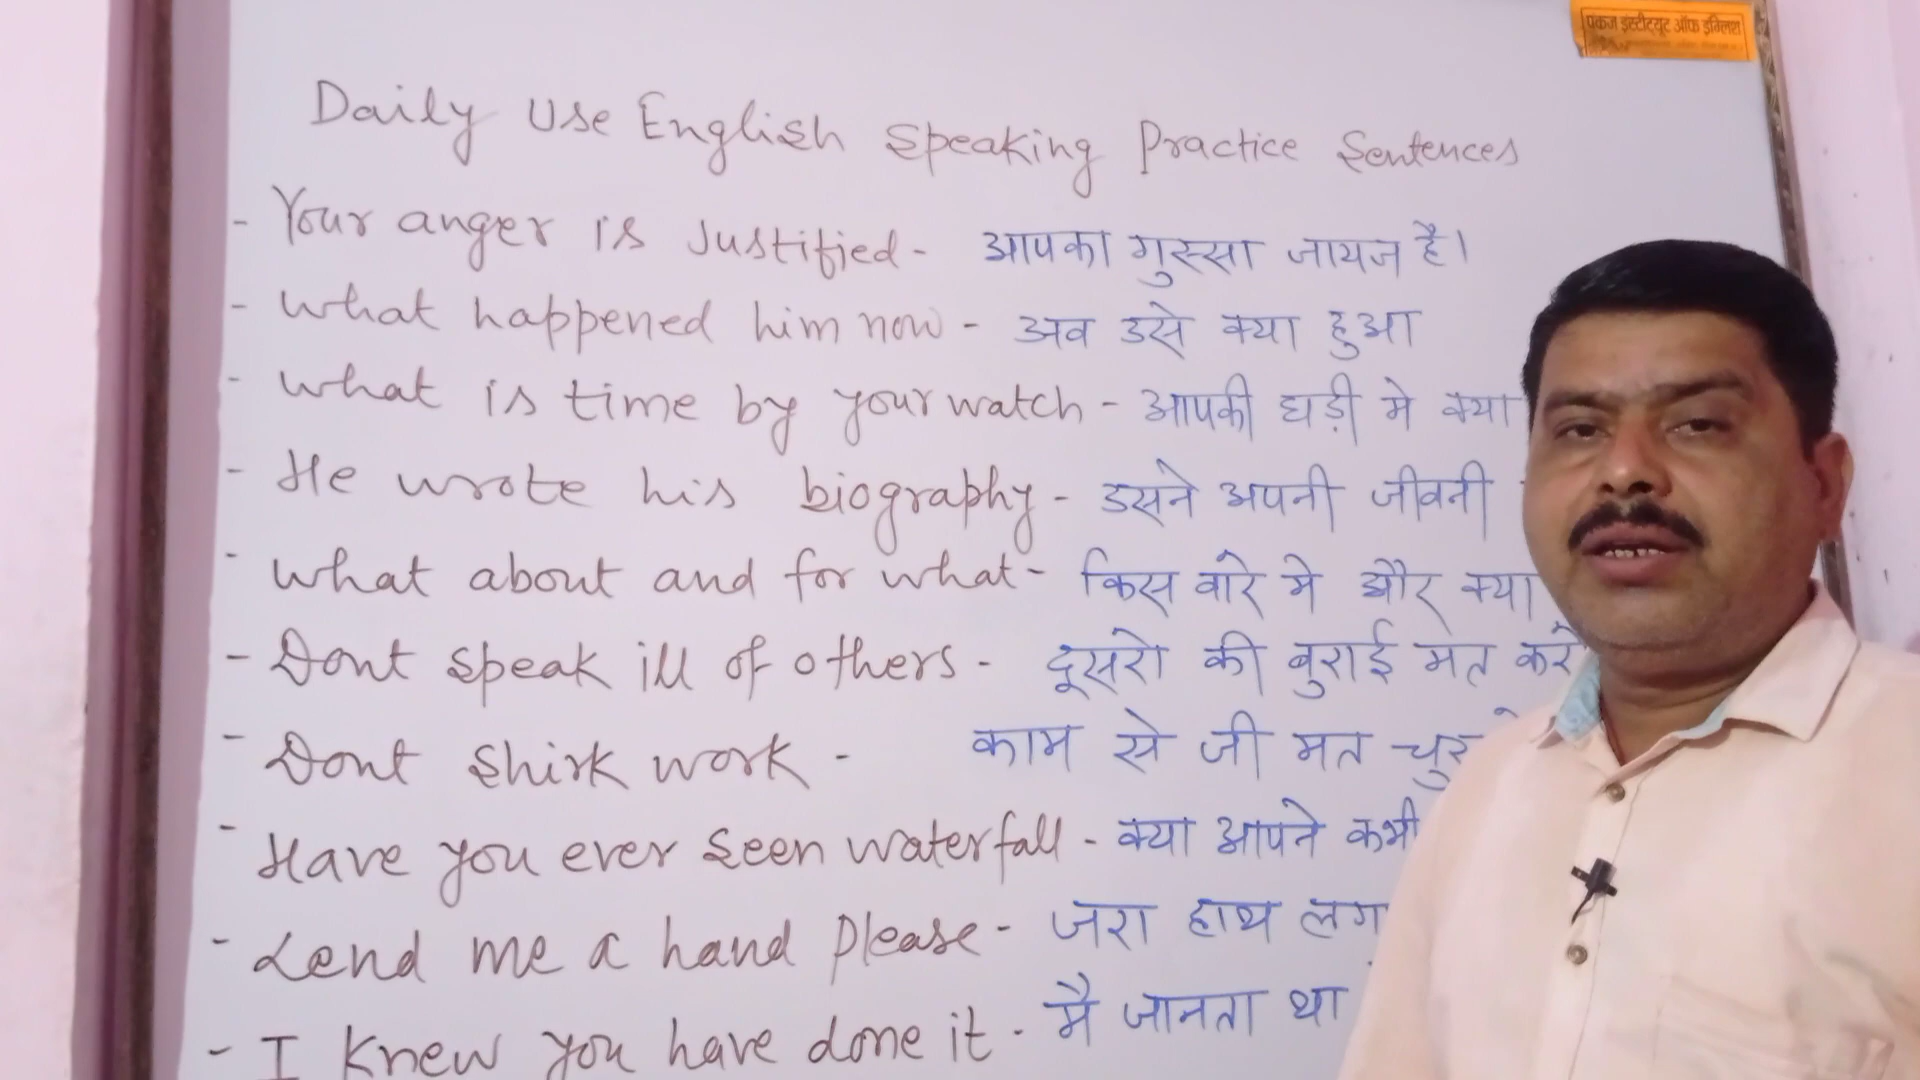 पंकज इंस्टीट्यूट ऑफ इंग्लिश
Daily Use English Speaking Practice Sentences
- Your anger is Justified - आपका गुस्सा जायज है।
- What happened him now - अब उसे क्या हुआ
- What is time by your watch - आपकी घड़ी मे क्या
- He wrote his biography - उसने अपनी जीवनी
- What about and for what - किस बारे मे और क्या
- Dont speak ill of others - दूसरो की बुराई मत करे
- Dont Shirk work - काम से जी मत
- Have you ever seen waterfall - क्या आपने कभी
- Lend me a hand Please - जरा हाथ
- I knew you have done it - मै जानता था